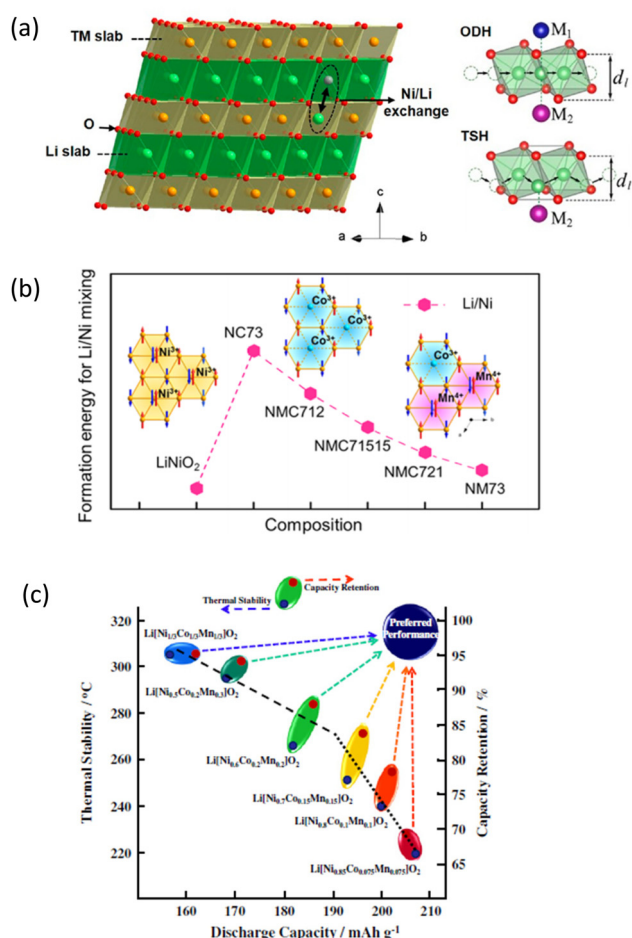 (a)
TM slab
O
Li slab
Ni/Li
exchange
c
a
b
ODH
M₁
dₗ
M₂
TSH
dₗ
M₂
(b)
Formation energy for Li/Ni mixing
Li/Ni
Ni³⁺
Ni³⁺
Ni³⁺
Co³⁺
Co³⁺
Co³⁺
Co³⁺
Mn⁴⁺
Mn⁴⁺
LiNiO₂
NC73
NMC712
NMC71515
NMC721
NM73
Composition
(c)
Thermal Stability
Capacity Retention
Preferred
Performance
Thermal Stability / °C
320
300
280
260
240
220
Capacity Retention / %
100
95
90
85
80
75
70
65
Li[Ni₁/₃Co₁/₃Mn₁/₃]O₂
Li[Ni₀.₅Co₀.₂Mn₀.₃]O₂
Li[Ni₀.₆Co₀.₂Mn₀.₂]O₂
Li[Ni₀.₇Co₀.₁₅Mn₀.₁₅]O₂
Li[Ni₀.₈Co₀.₁Mn₀.₁]O₂
Li[Ni₀.₈₅Co₀.₀₇₅Mn₀.₀₇₅]O₂
160 170 180 190 200 210
Discharge Capacity / mAh g⁻¹